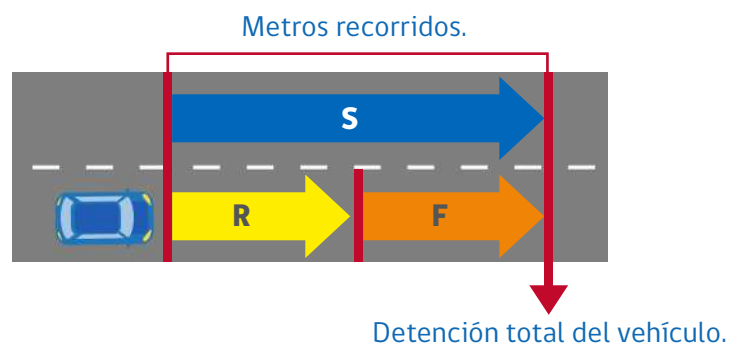 Metros recorridos.
S
R F
Detención total del vehículo.